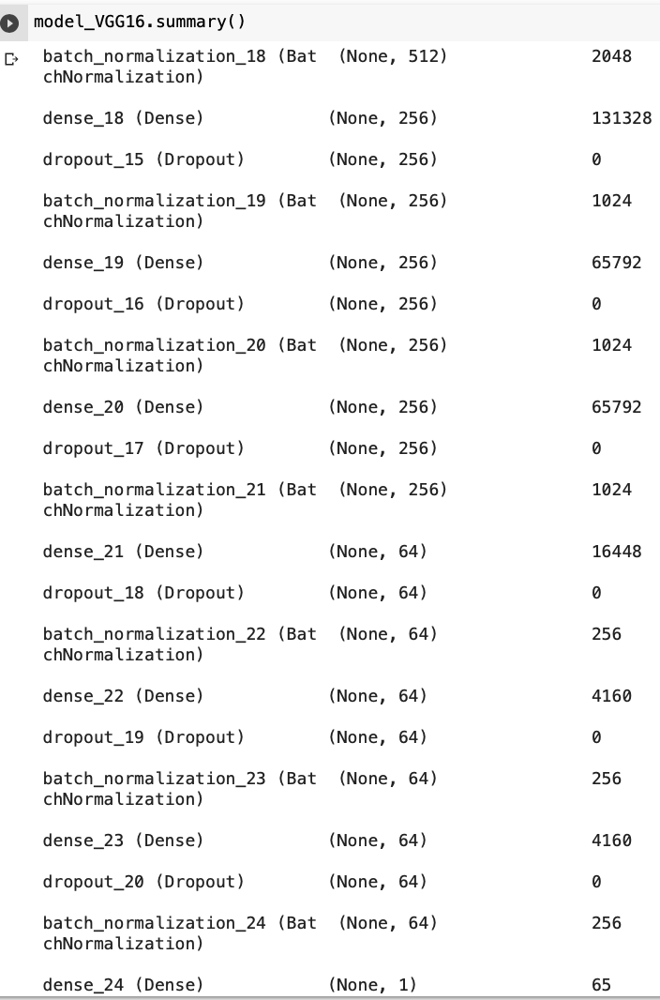 model_VGG16.summary()
batch_normalization_18 (Bat  (None, 512)  2048
chNormalization)
dense_18 (Dense)  (None, 256)  131328
dropout_15 (Dropout)  (None, 256)  0
batch_normalization_19 (Bat  (None, 256)  1024
chNormalization)
dense_19 (Dense)  (None, 256)  65792
dropout_16 (Dropout)  (None, 256)  0
batch_normalization_20 (Bat  (None, 256)  1024
chNormalization)
dense_20 (Dense)  (None, 256)  65792
dropout_17 (Dropout)  (None, 256)  0
batch_normalization_21 (Bat  (None, 256)  1024
chNormalization)
dense_21 (Dense)  (None, 64)  16448
dropout_18 (Dropout)  (None, 64)  0
batch_normalization_22 (Bat  (None, 64)  256
chNormalization)
dense_22 (Dense)  (None, 64)  4160
dropout_19 (Dropout)  (None, 64)  0
batch_normalization_23 (Bat  (None, 64)  256
chNormalization)
dense_23 (Dense)  (None, 64)  4160
dropout_20 (Dropout)  (None, 64)  0
batch_normalization_24 (Bat  (None, 64)  256
chNormalization)
dense_24 (Dense)  (None, 1)  65